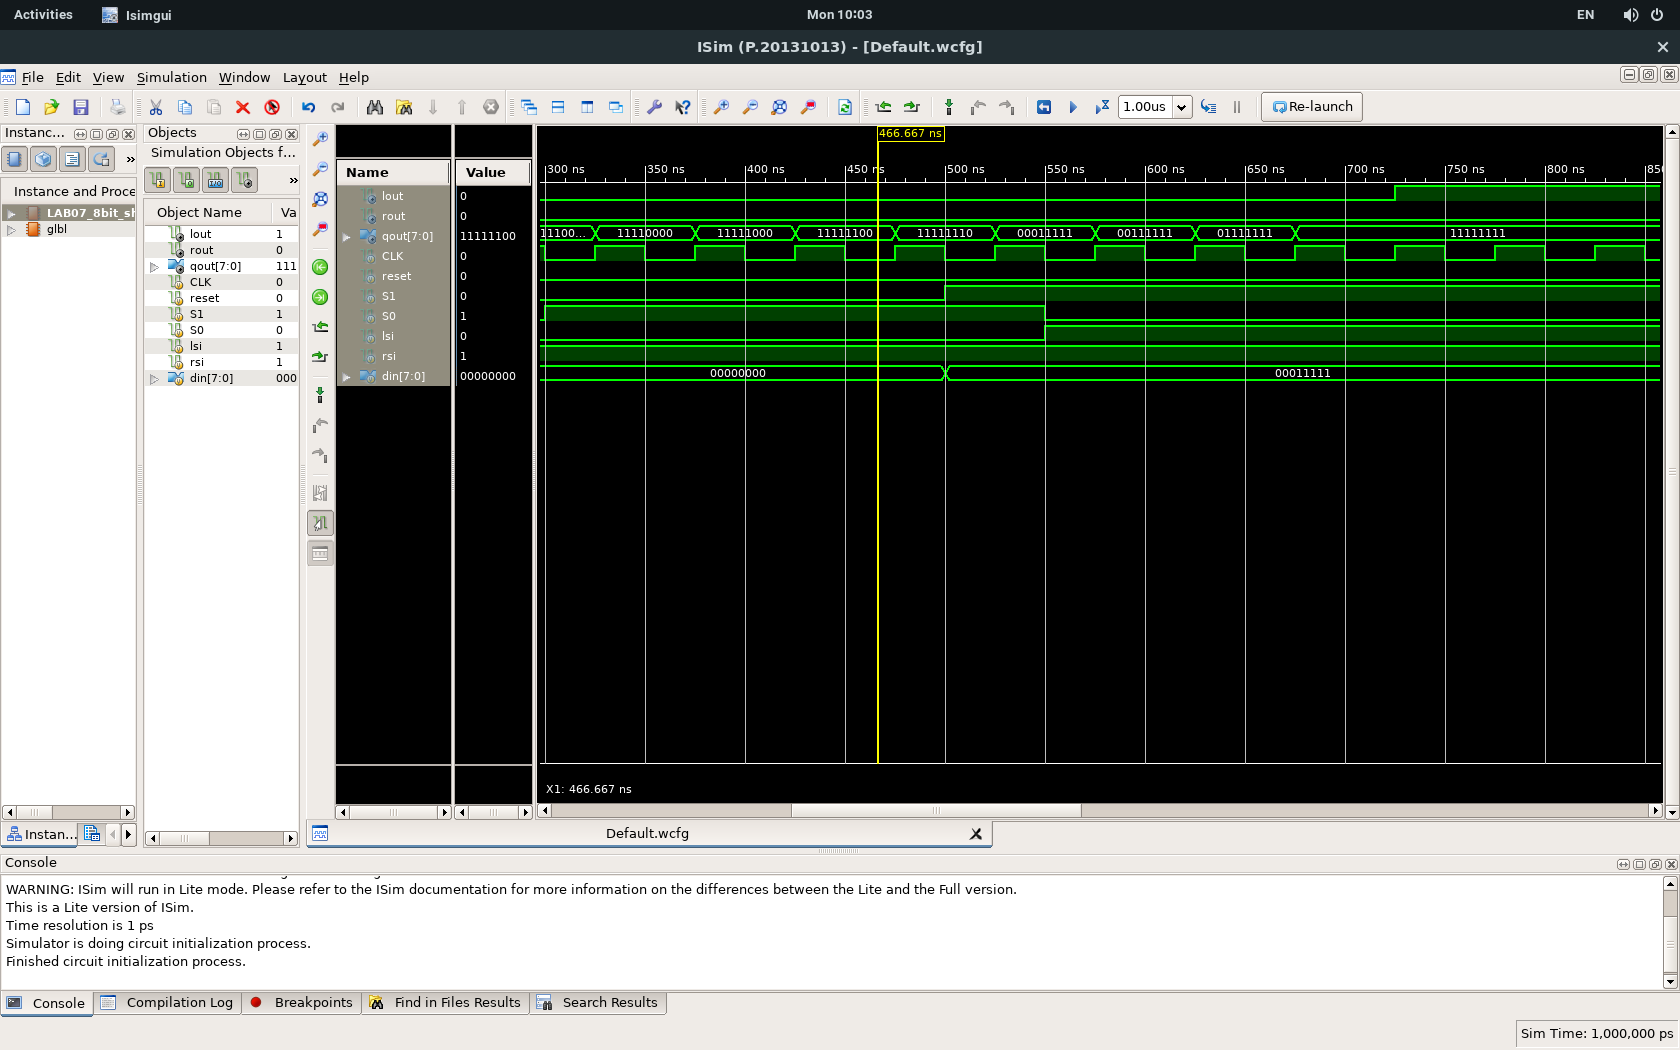 Activities
Isimgui
Mon 10:03
EN
ISim (P.20131013) - [Default.wcfg]
File Edit View Simulation Window Layout Help
1.00us
Re-launch
Instanc...
Instance and Proce
LAB07_8bit_sh
glbl
Instan...
Objects
Simulation Objects f...
Object Name Va
lout 1
rout 0
qout[7:0] 111
CLK 0
reset 0
S1 1
S0 0
lsi 1
rsi 1
din[7:0] 000
Name Value
lout 0
rout 0
qout[7:0] 11111100
CLK 0
reset 0
S1 0
S0 1
lsi 0
rsi 1
din[7:0] 00000000
466.667 ns
300 ns 350 ns 400 ns 450 ns 500 ns 550 ns 600 ns 650 ns 700 ns 750 ns 800 ns 850
11100... 11110000 11111000 11111100 11111110 00011111 00111111 01111111 11111111
00000000 00011111
X1: 466.667 ns
Default.wcfg
Console
WARNING: ISim will run in Lite mode. Please refer to the ISim documentation for more information on the differences between the Lite and the Full version.
This is a Lite version of ISim.
Time resolution is 1 ps
Simulator is doing circuit initialization process.
Finished circuit initialization process.
Console Compilation Log Breakpoints Find in Files Results Search Results
Sim Time: 1,000,000 ps